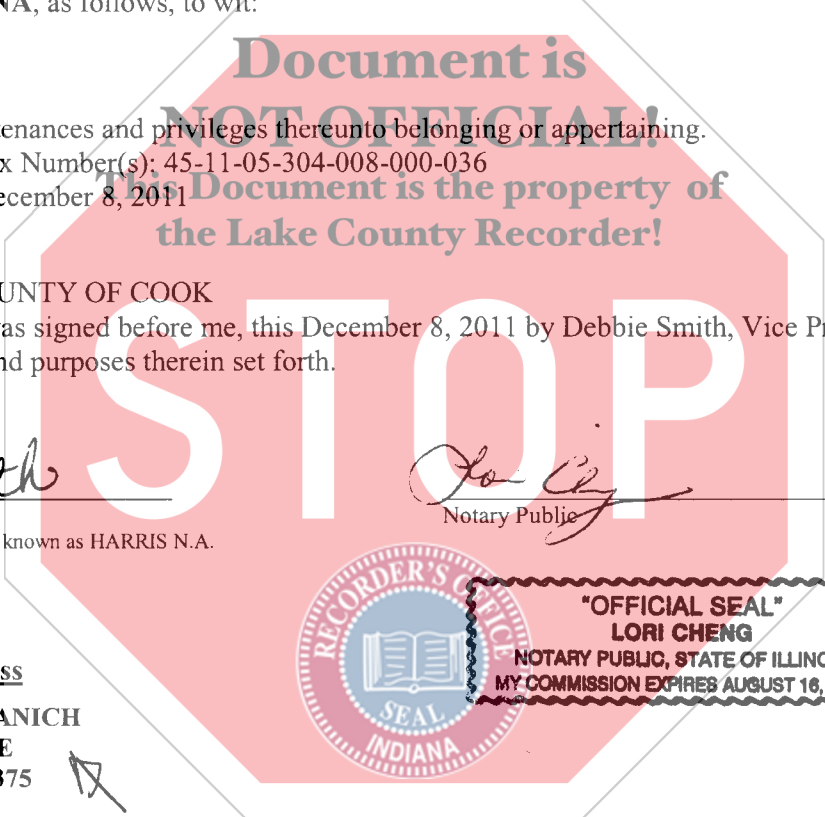 NA, as follows, to wit:
Document is
NOT OFFICIAL!
tenances and privileges thereunto belonging or appertaining.
x Number(s): 45-11-05-304-008-000-036
This Document is the property of
ecember 8, 2011
the Lake County Recorder!
UNTY OF COOK
vas signed before me, this December 8, 2011 by Debbie Smith, Vice Pr
nd purposes therein set forth.
STOP
Notary Public
known as HARRIS N.A.
RECORDER'S OFFICE
SEAL
INDIANA
"OFFICIAL SEAL"
LORI CHENG
NOTARY PUBLIC, STATE OF ILLINO
MY COMMISSION EXPIRES AUGUST 16,
ss
ANICH
E
375